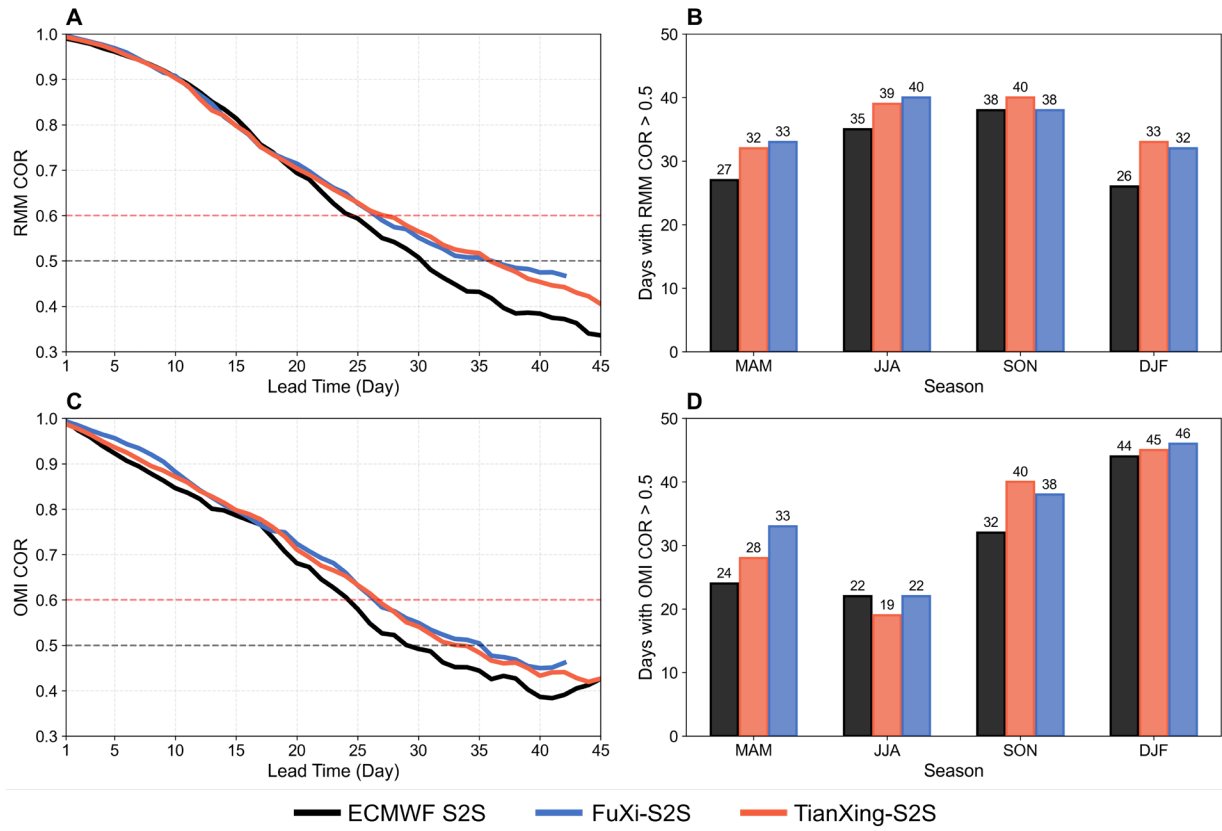 A
1.0
0.9
0.8
0.7
0.6
0.5
0.4
0.3
RMM COR
1 5 10 15 20 25 30 35 40 45
Lead Time (Day)
B
50
40
30
20
10
0
Days with RMM COR > 0.5
27 32 33
35 39 40
38 40 38
26 33 32
MAM JJA SON DJF
Season
C
1.0
0.9
0.8
0.7
0.6
0.5
0.4
0.3
OMI COR
1 5 10 15 20 25 30 35 40 45
Lead Time (Day)
D
50
40
30
20
10
0
Days with OMI COR > 0.5
24 28 33
22 19 22
32 40 38
44 45 46
MAM JJA SON DJF
Season
ECMWF S2S FuXi-S2S TianXing-S2S